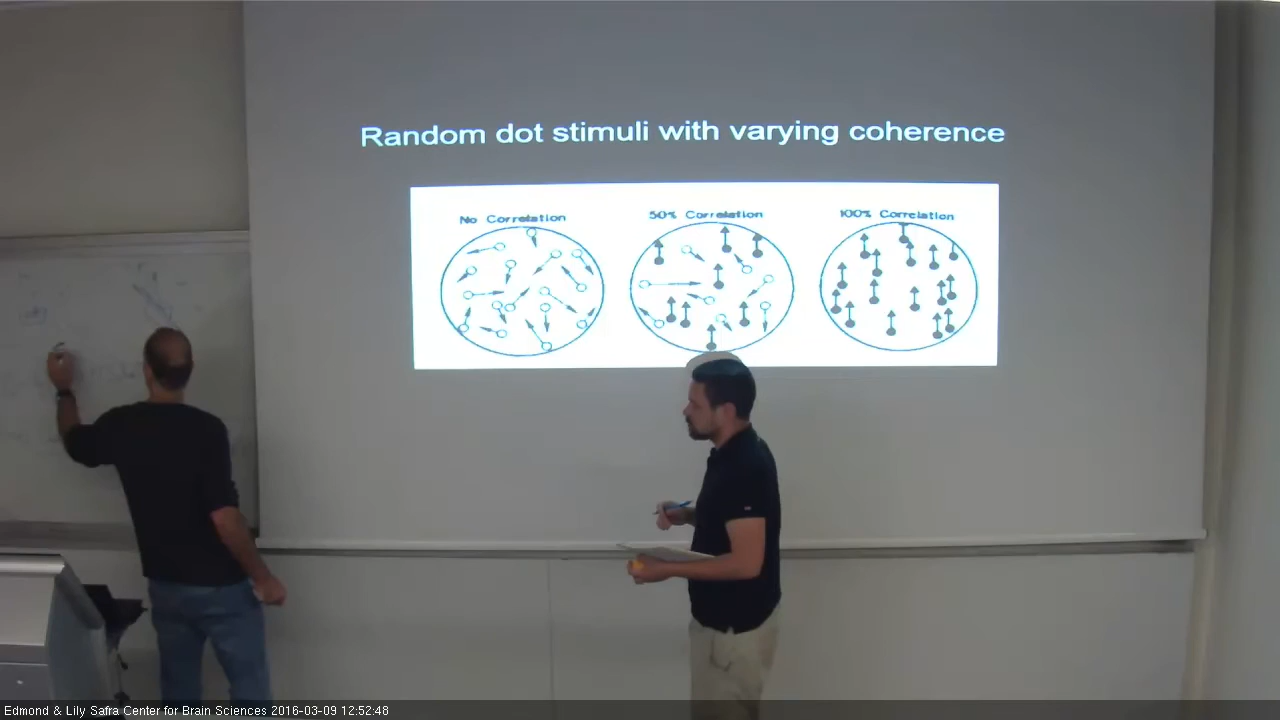 Random dot stimuli with varying coherence
No Correlation
50% Correlation
100% Correlation
Edmond & Lily Safra Center for Brain Sciences 2016-03-09 12:52:48